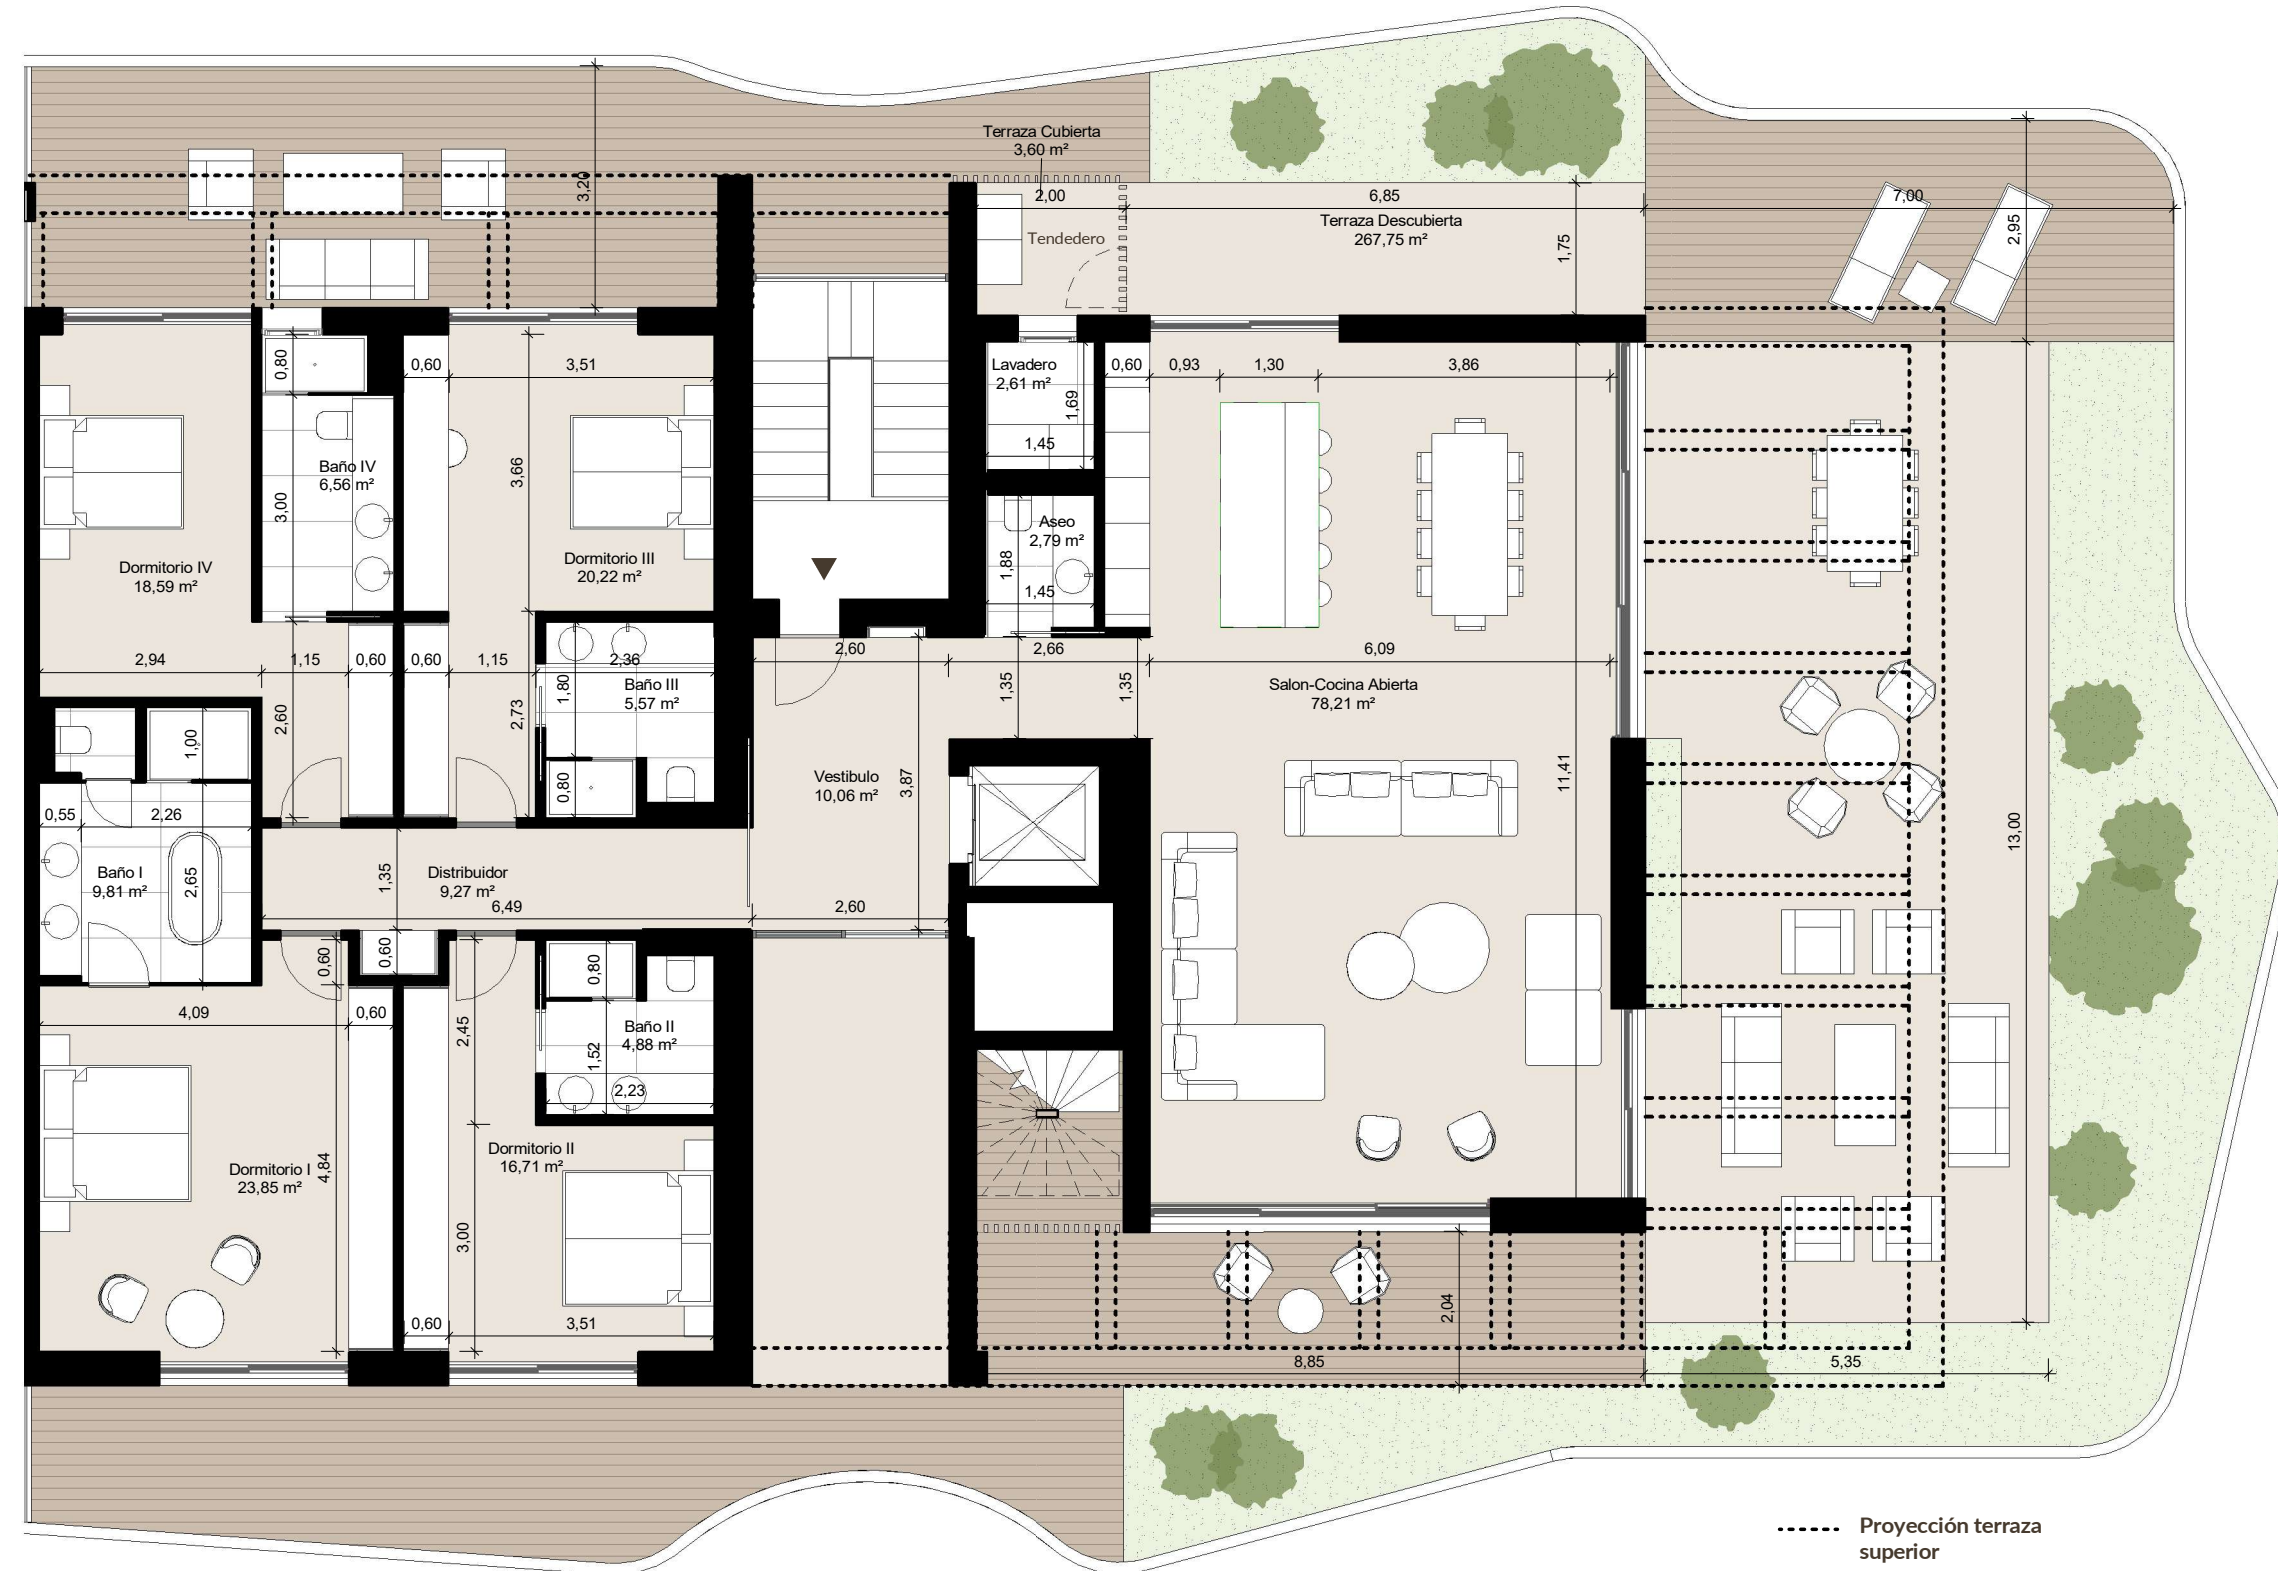 Terraza Cubierta
3,60 m²
3,20
2,00
6,85
7,00
Terraza Descubierta
267,75 m²
Tendedero
1,75
2,95
0,80
0,60
3,51
Lavadero
2,61 m²
0,60
0,93
1,30
3,86
1,69
1,45
Baño IV
6,56 m²
3,66
3,00
Aseo
2,79 m²
1,88
1,45
Dormitorio IV
18,59 m²
Dormitorio III
20,22 m²
2,94
1,15
0,60
0,60
1,15
2,36
2,60
2,66
6,09
Baño III
5,57 m²
1,80
1,35
1,35
Salon-Cocina Abierta
78,21 m²
2,60
2,73
1,00
0,80
Vestibulo
10,06 m²
3,87
11,41
0,55
2,26
13,00
Baño I
9,81 m²
2,65
1,35
Distribuidor
9,27 m²
6,49
2,60
0,60
0,60
0,80
4,09
0,60
2,45
Baño II
4,88 m²
1,52
2,23
Dormitorio I
23,85 m²
4,84
Dormitorio II
16,71 m²
3,00
0,60
3,51
2,04
8,85
5,35
Proyección terraza
superior